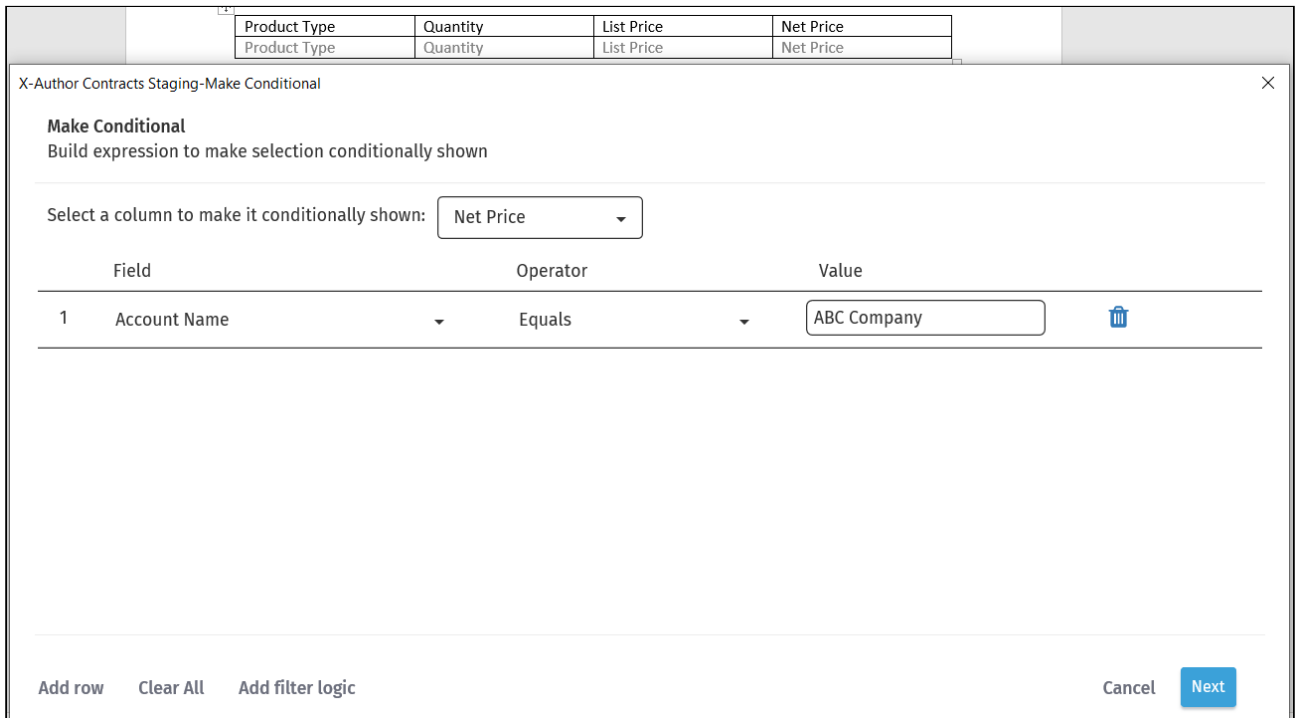 Product Type Quantity List Price Net Price
Product Type Quantity List Price Net Price
X-Author Contracts Staging-Make Conditional
Make Conditional
Build expression to make selection conditionally shown
Select a column to make it conditionally shown: Net Price
Field Operator Value
1 Account Name Equals ABC Company
Add row Clear All Add filter logic Cancel Next